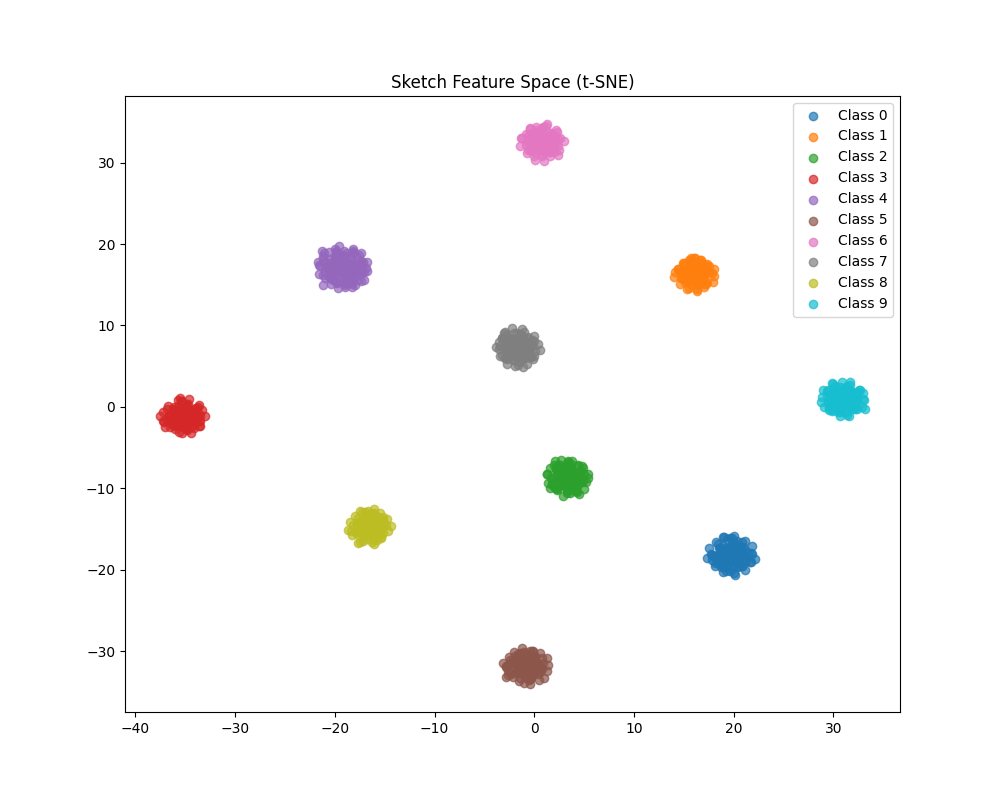 Sketch Feature Space (t-SNE)
Class 0
Class 1
Class 2
Class 3
Class 4
Class 5
Class 6
Class 7
Class 8
Class 9
30
20
10
0
−10
−20
−30
−40 −30 −20 −10 0 10 20 30